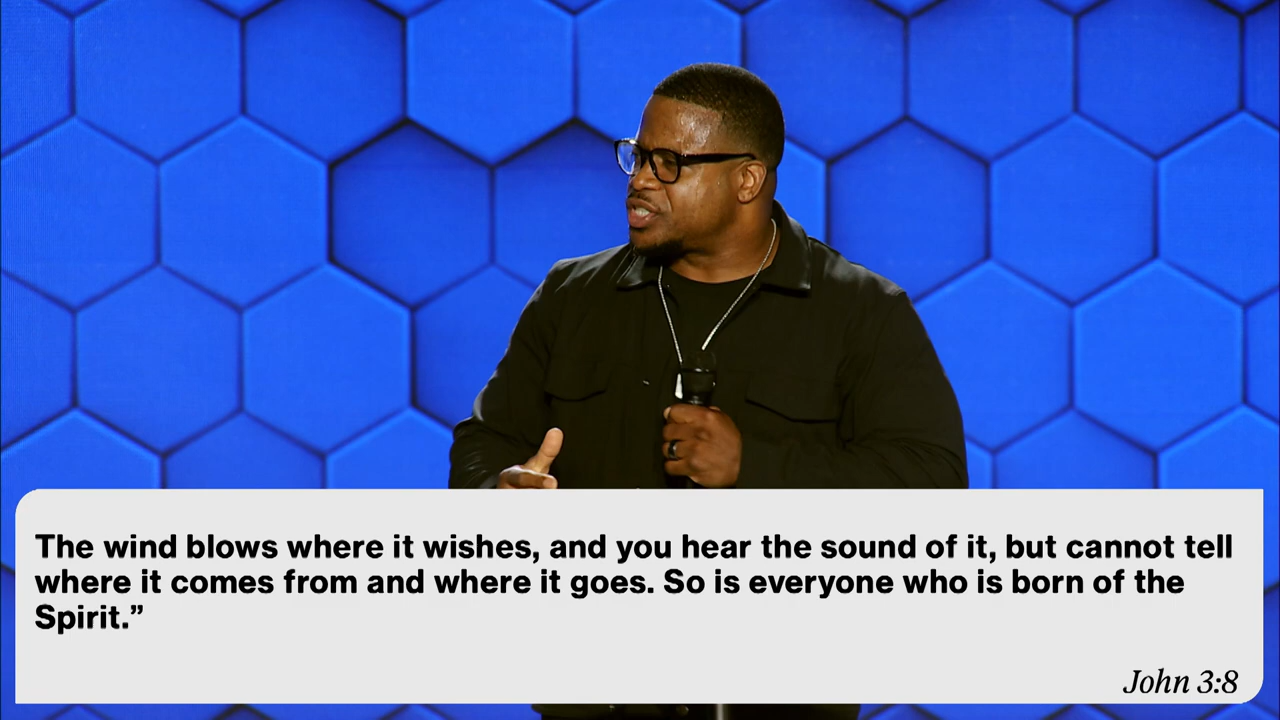 The wind blows where it wishes, and you hear the sound of it, but cannot tell
where it comes from and where it goes. So is everyone who is born of the
Spirit.”
John 3:8